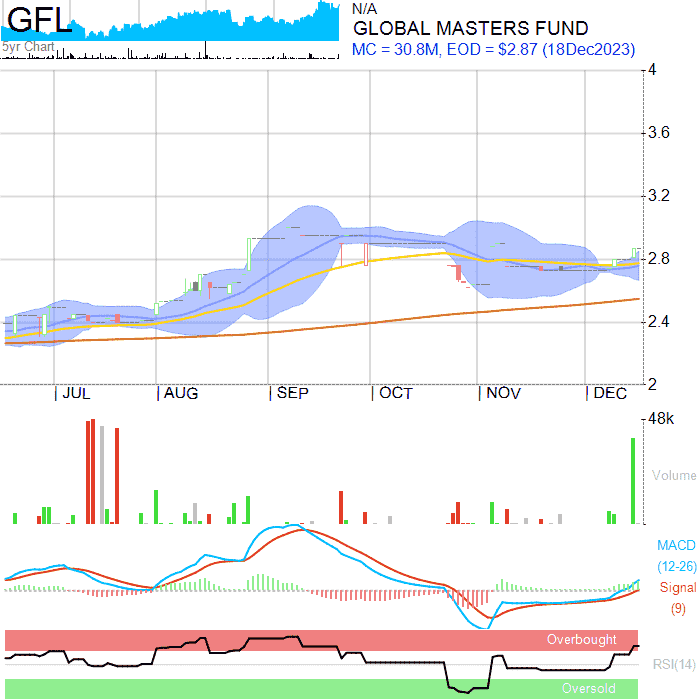 GFL
5yr Chart
N/A
GLOBAL MASTERS FUND
MC = 30.8M, EOD = $2.87 (18Dec2023)
4
3.6
3.2
2.8
2.4
2
JUL AUG SEP OCT NOV DEC
48k
Volume
MACD
(12-26)
Signal
(9)
Overbought
RSI(14)
Oversold